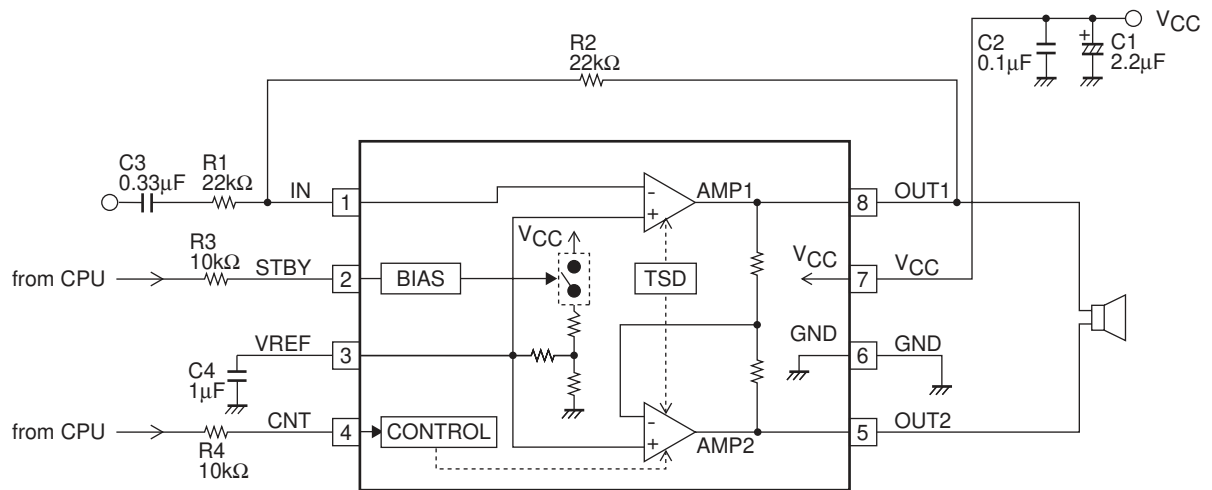 VCC
C2
0.1μF
+
C1
2.2μF
R2
22kΩ
C3
0.33μF
R1
22kΩ
IN
1
-
+
AMP1
8
OUT1
R3
10kΩ
from CPU
STBY
2
BIAS
VCC
TSD
VCC
7
VCC
VREF
3
GND
6
GND
C4
1μF
from CPU
CNT
4
CONTROL
-
+
AMP2
5
OUT2
R4
10kΩ